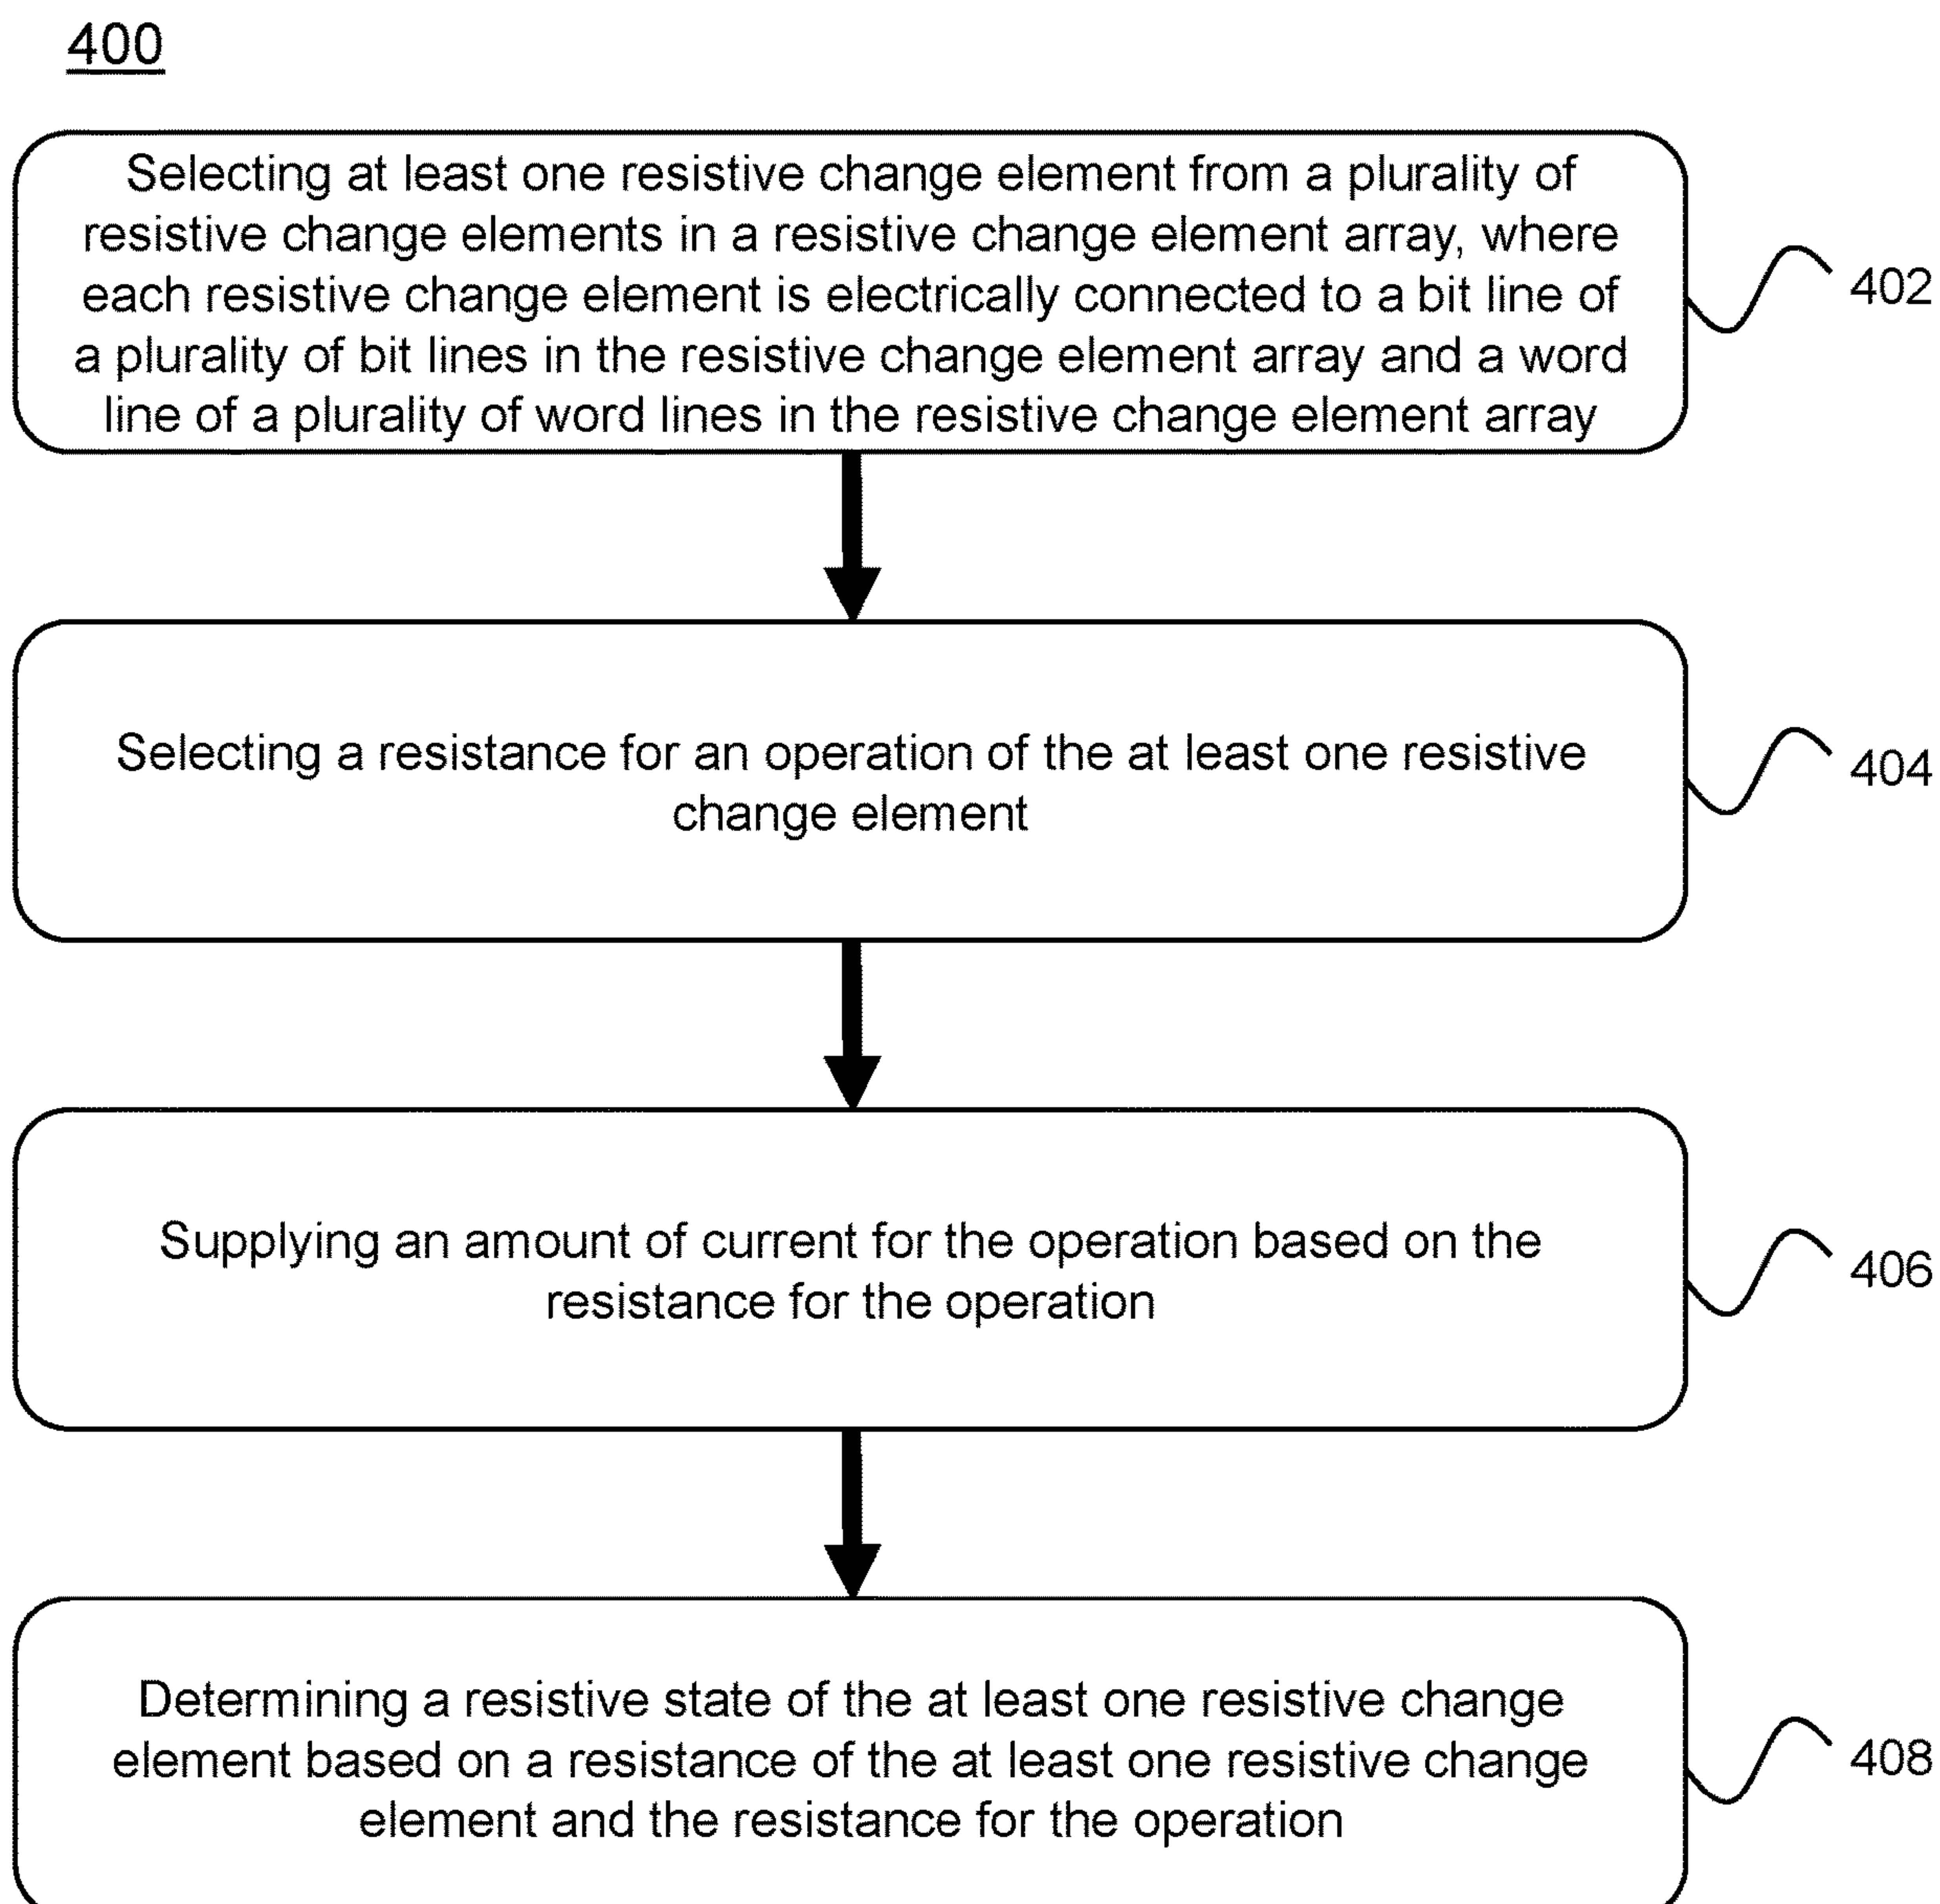 400
Selecting at least one resistive change element from a plurality of
resistive change elements in a resistive change element array, where
each resistive change element is electrically connected to a bit line of
a plurality of bit lines in the resistive change element array and a word
line of a plurality of word lines in the resistive change element array
402
Selecting a resistance for an operation of the at least one resistive
change element
404
Supplying an amount of current for the operation based on the
resistance for the operation
406
Determining a resistive state of the at least one resistive change
element based on a resistance of the at least one resistive change
element and the resistance for the operation
408